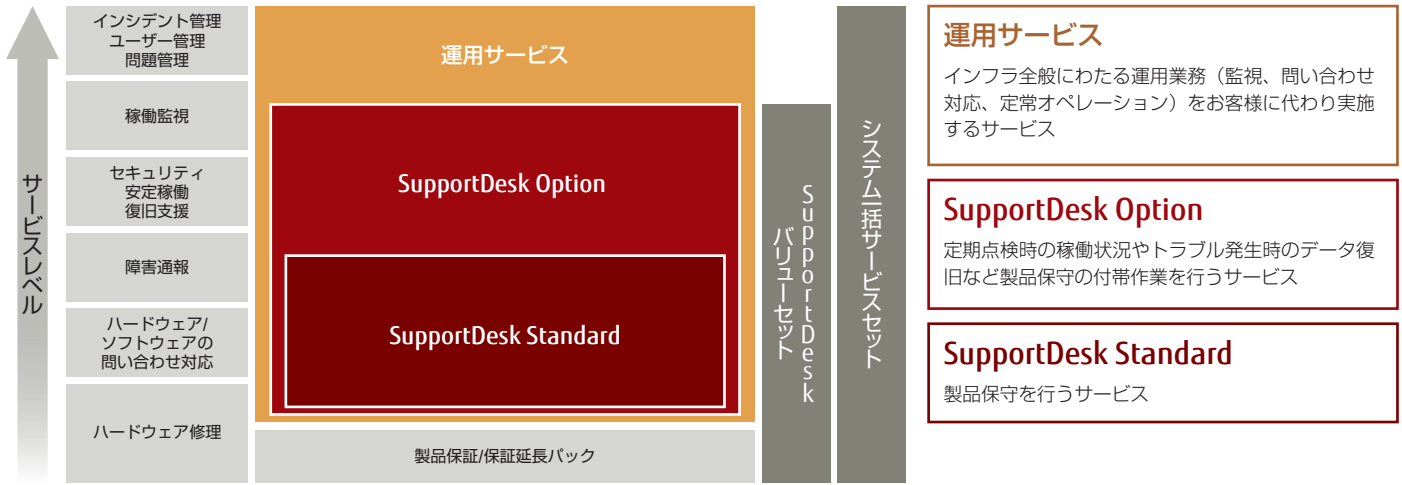 サービスレベル
インシデント管理
ユーザー管理
問題管理
稼働監視
セキュリティ
安定稼働
復旧支援
障害通報
ハードウェア/
ソフトウェアの
問い合わせ対応
ハードウェア修理
運用サービス
SupportDesk Option
SupportDesk Standard
製品保証/保証延長パック
SupportDesk
バリューセット
システム一括サービスセット
運用サービス
インフラ全般にわたる運用業務（監視、問い合わせ
対応、定常オペレーション）をお客様に代わり実施
するサービス
SupportDesk Option
定期点検時の稼働状況やトラブル発生時のデータ復
旧など製品保守の付帯作業を行うサービス
SupportDesk Standard
製品保守を行うサービス